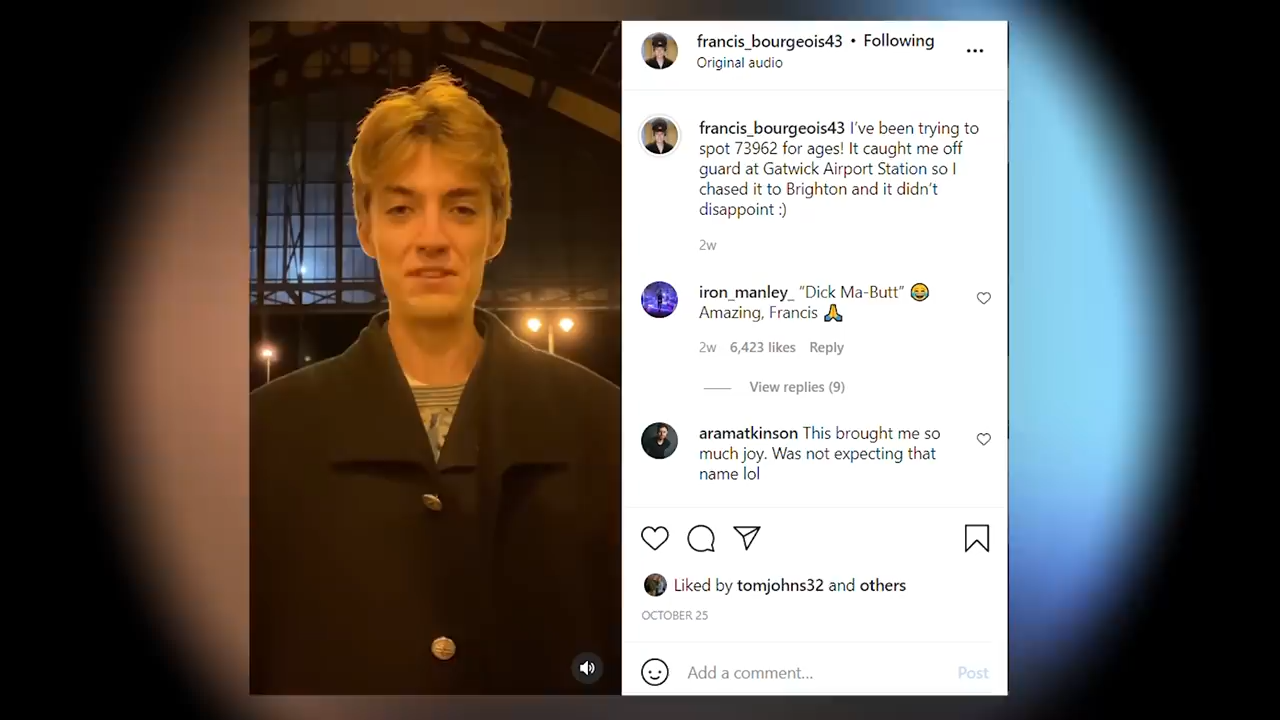 francis_bourgeois43 • Following
Original audio
francis_bourgeois43 I've been trying to
spot 73962 for ages! It caught me off
guard at Gatwick Airport Station so I
chased it to Brighton and it didn't
disappoint :)
2w
iron_manley_ “Dick Ma-Butt” 😂
Amazing, Francis 🙏
2w 6,423 likes Reply
View replies (9)
aramatkinson This brought me so
much joy. Was not expecting that
name lol
Liked by tomjohns32 and others
OCTOBER 25
Add a comment... Post